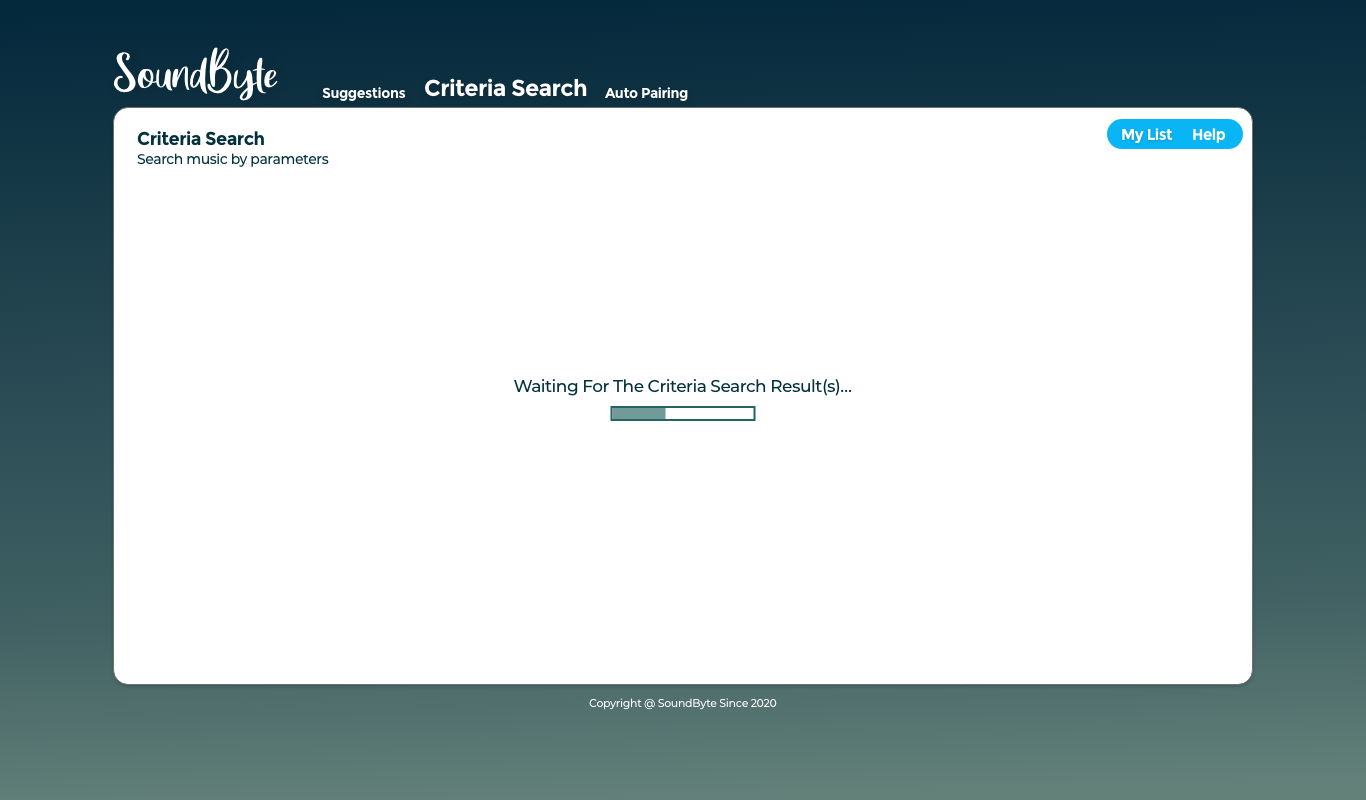 SoundByte
Suggestions Criteria Search Auto Pairing
Criteria Search
Search music by parameters
My List Help
Waiting For The Criteria Search Result(s)...
Copyright @ SoundByte Since 2020